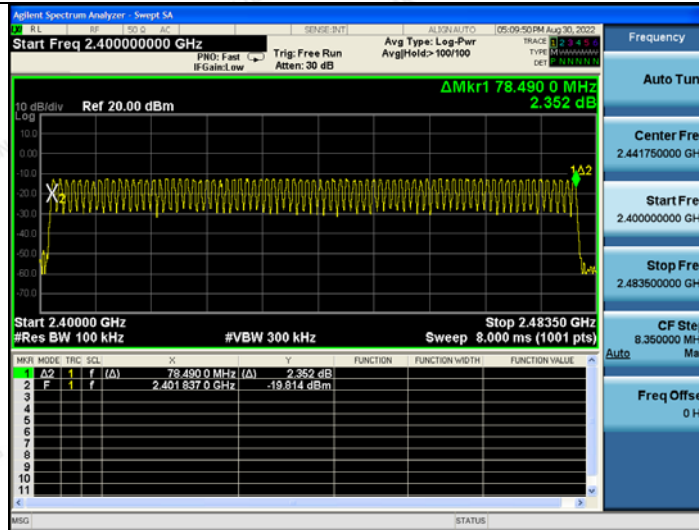 Agilent Spectrum Analyzer - Swept SA
RL RF 50 Ω AC SENSE:INT ALIGN AUTO 05:09:50 PM Aug 30, 2022
Start Freq 2.400000000 GHz
PNO: Fast
IFGain:Low
Trig: Free Run
Atten: 30 dB
Avg Type: Log-Pwr
Avg|Hold:>100/100
TRACE 1 2 3 4 5 6
TYPE M
DET P N N N N N
ΔMkr1 78.490 0 MHz
2.352 dB
10 dB/div Ref 20.00 dBm
Log
10.0
0.00
-10.0
-20.0
-30.0
-40.0
-50.0
-60.0
-70.0
1Δ2
X2
Start 2.40000 GHz Stop 2.48350 GHz
#Res BW 100 kHz #VBW 300 kHz Sweep 8.000 ms (1001 pts)
MKR MODE TRC SCL X Y FUNCTION FUNCTION WIDTH FUNCTION VALUE
1 Δ2 1 f (Δ) 78.490 0 MHz (Δ) 2.352 dB
2 F 1 f 2.401 837 0 GHz -19.814 dBm
3
4
5
6
7
8
9
10
11
MSG STATUS
Frequency
Auto Tun
Center Fre
2.441750000 GH
Start Fre
2.400000000 GH
Stop Fre
2.483500000 GH
CF Ste
8.350000 MH
Auto Ma
Freq Offse
0 H